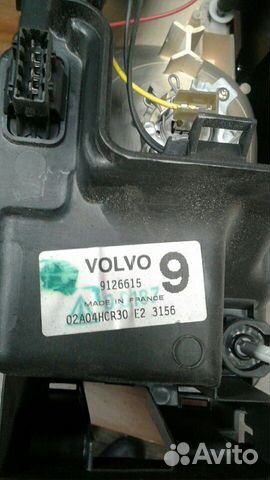 VOLVO 9
9126615
MADE IN FRANCE
02A04HCR30 E2 3156
Avito